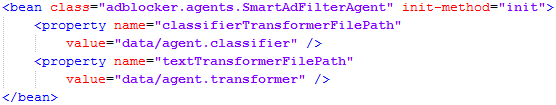 <bean class="adblocker.agents.SmartAdFilterAgent" init-method="init">
<property name="classifierTransformerFilePath"
value="data/agent.classifier" />
<property name="textTransformerFilePath"
value="data/agent.transformer" />
</bean>